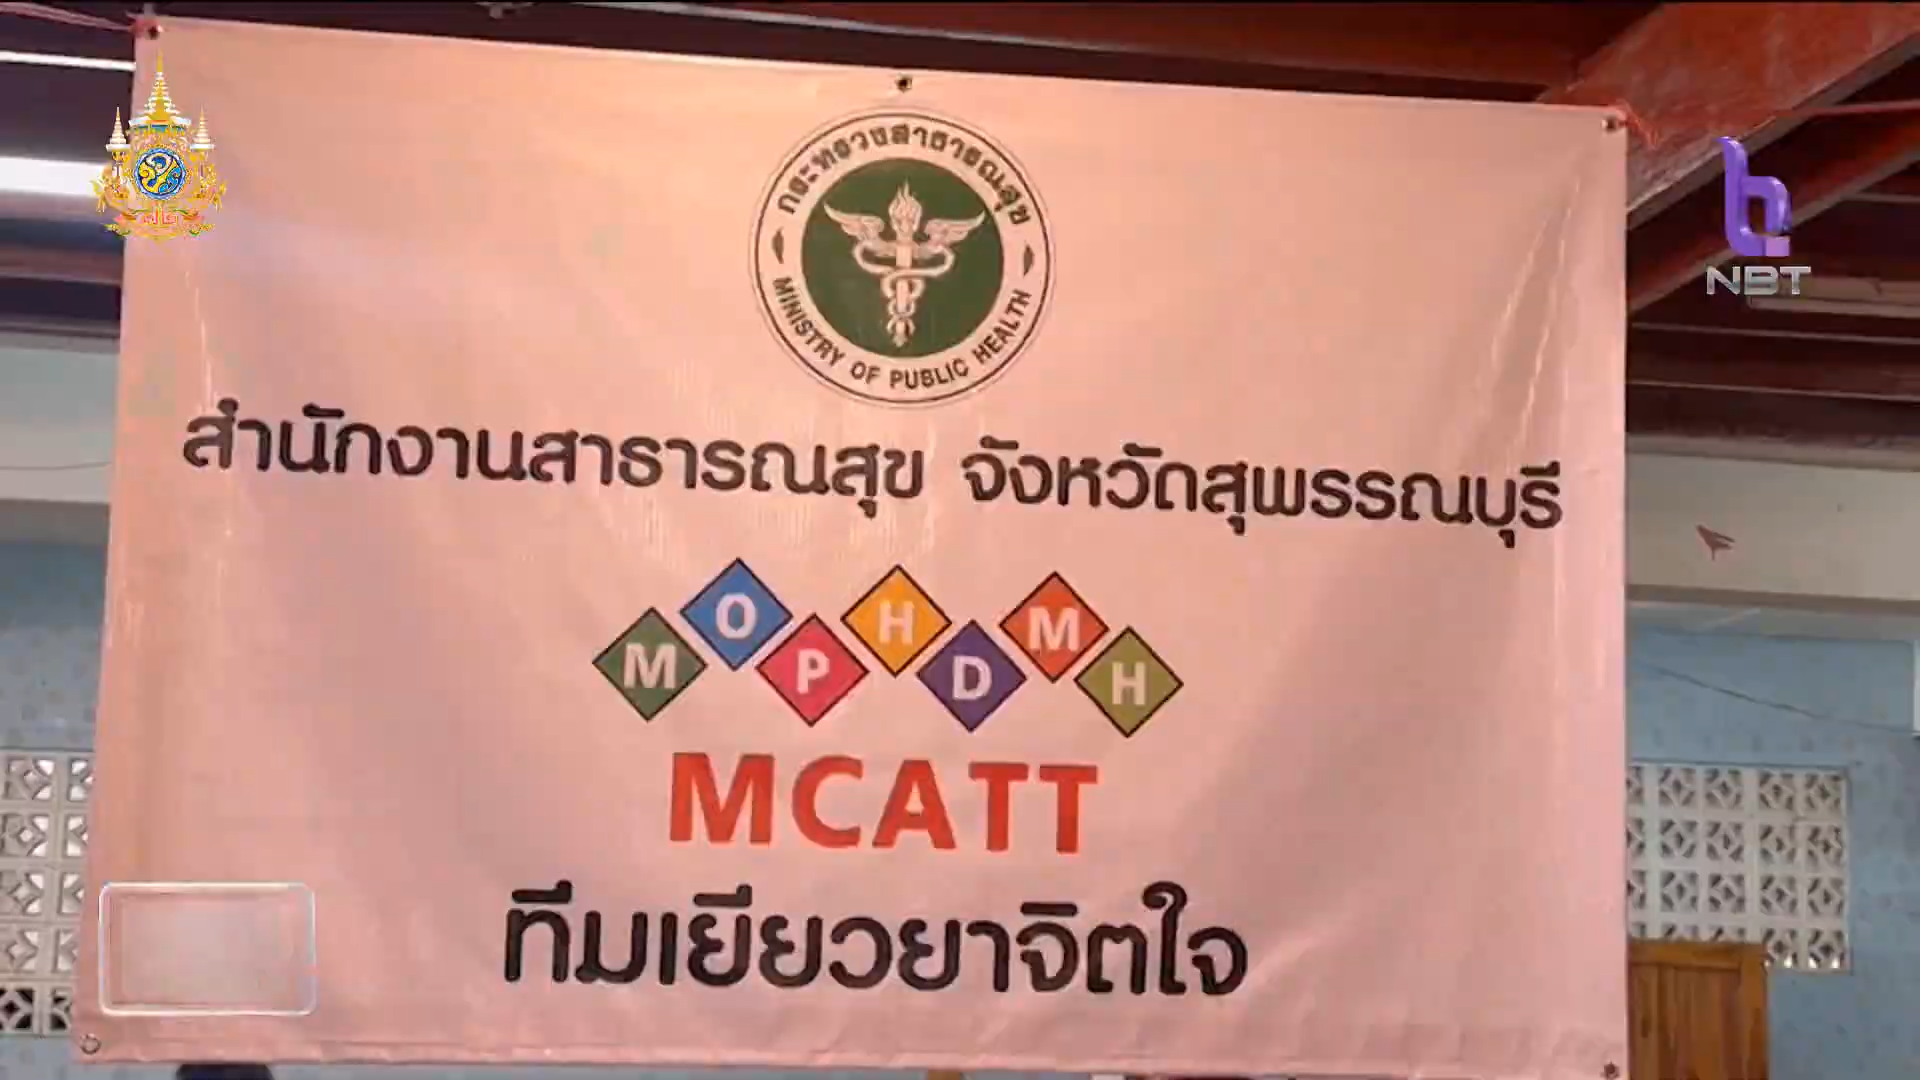 กระทรวงสาธารณสุข
MINISTRY OF PUBLIC HEALTH
NBT
สำนักงานสาธารณสุข จังหวัดสุพรรณบุรี
MOPHDMH
MCATT
ทีมเยียวยาจิตใจ